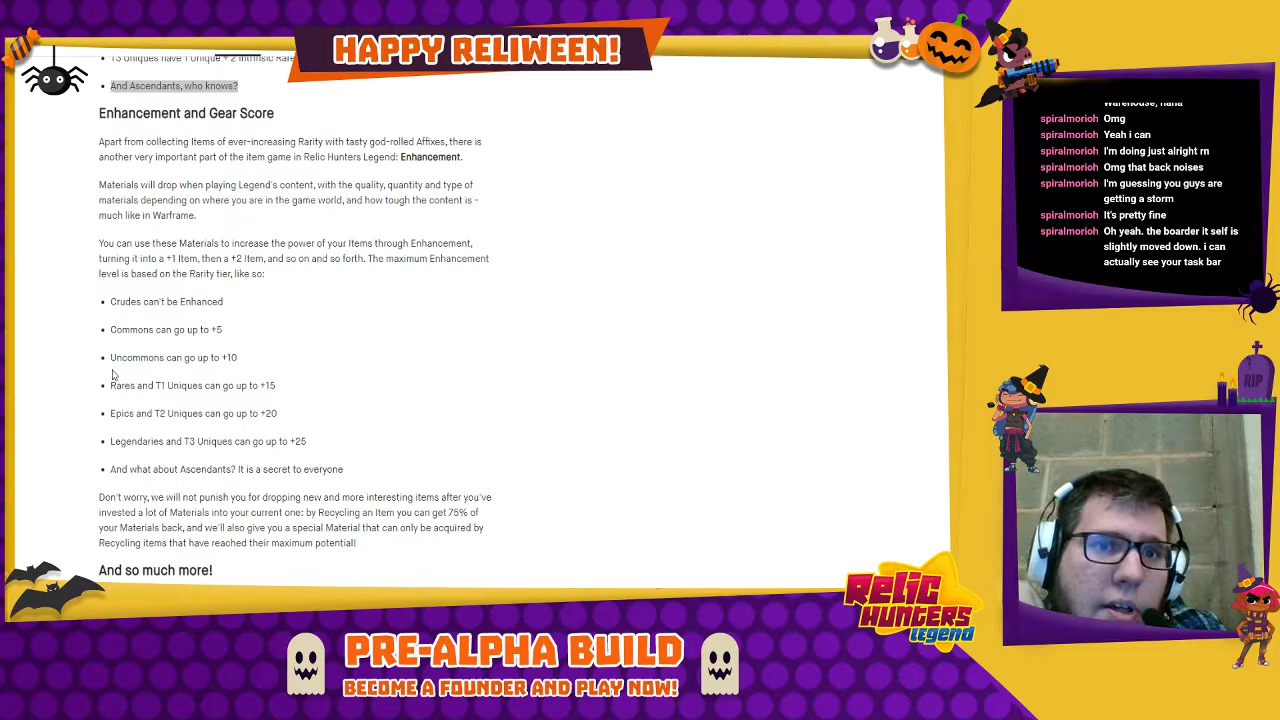 HAPPY RELIWEEN!
T3 Uniques have 1 Unique + 2 Intrinsic Rare
And Ascendants, who knows?
Enhancement and Gear Score
Apart from collecting Items of ever-increasing Rarity with tasty god-rolled Affixes, there is
another very important part of the item game in Relic Hunters Legend: Enhancement.
Materials will drop when playing Legend's content, with the quality, quantity and type of
materials depending on where you are in the game world, and how tough the content is -
much like in Warframe.
You can use these Materials to increase the power of your Items through Enhancement,
turning it into a +1 Item, then a +2 Item, and so on and so forth. The maximum Enhancement
level is based on the Rarity tier, like so:
Crudes can't be Enhanced
Commons can go up to +5
Uncommons can go up to +10
Rares and T1 Uniques can go up to +15
Epics and T2 Uniques can go up to +20
Legendaries and T3 Uniques can go up to +25
And what about Ascendants? It is a secret to everyone
Don't worry, we will not punish you for dropping new and more interesting items after you've
invested a lot of Materials into your current one: by Recycling an Item you can get 75% of
your Materials back, and we'll also give you a special Material that can only be acquired by
Recycling items that have reached their maximum potential!
And so much more!
Warehouse, haha
spiralmorioh Omg
spiralmorioh Yeah i can
spiralmorioh I'm doing just alright rn
spiralmorioh Omg that back noises
spiralmorioh I'm guessing you guys are
getting a storm
spiralmorioh It's pretty fine
spiralmorioh Oh yeah. the boarder it self is
slightly moved down. i can
actually see your task bar
RIP
RELIC
HUNTERS
LEGEND
PRE-ALPHA BUILD
BECOME A FOUNDER AND PLAY NOW!